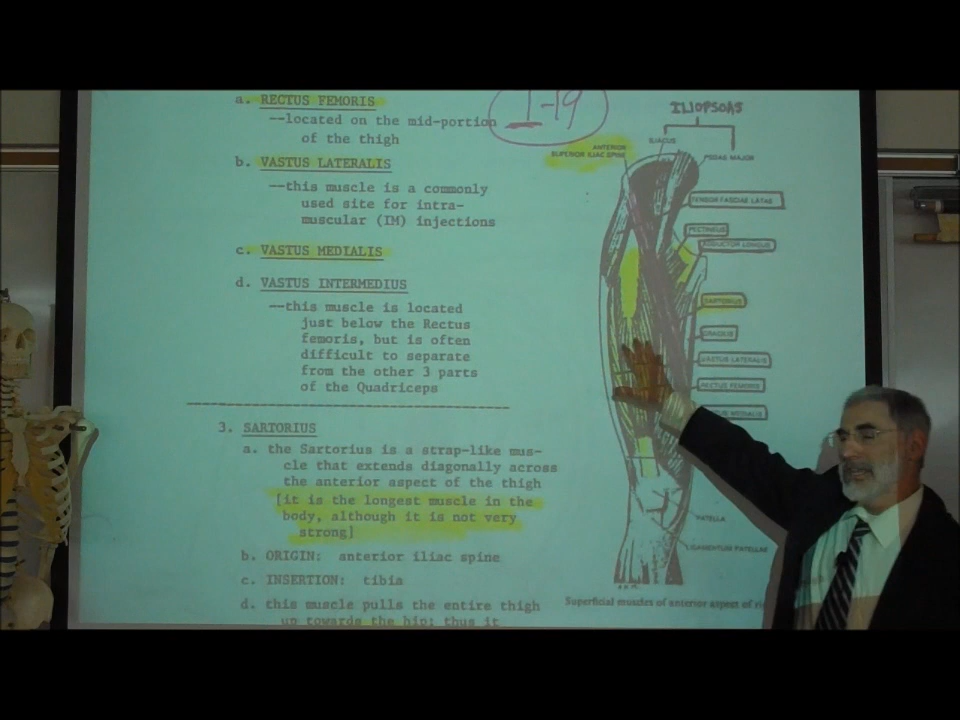 a. RECTUS FEMORIS
--located on the mid-portion
of the thigh
b. VASTUS LATERALIS
--this muscle is a commonly
used site for intra-
muscular (IM) injections
c. VASTUS MEDIALIS
d. VASTUS INTERMEDIUS
--this muscle is located
just below the Rectus
femoris, but is often
difficult to separate
from the other 3 parts
of the Quadriceps
3. SARTORIUS
a. the Sartorius is a strap-like mus-
cle that extends diagonally across
the anterior aspect of the thigh
[it is the longest muscle in the
body, although it is not very
strong]
b. ORIGIN: anterior iliac spine
c. INSERTION: tibia
d. this muscle pulls the entire thigh
up towards the hip; thus it
I-19
ILIOPSOAS
ILIACUS
PSOAS MAJOR
ANTERIOR
SUPERIOR ILIAC SPINE
TENSOR FASCIAE LATAE
PECTINEUS
ADDUCTOR LONGUS
SARTORIUS
GRACILIS
VASTUS LATERALIS
RECTUS FEMORIS
MEDIALIS
PATELLA
LIGAMENTUM PATELLAE
Superficial muscles of anterior aspect of